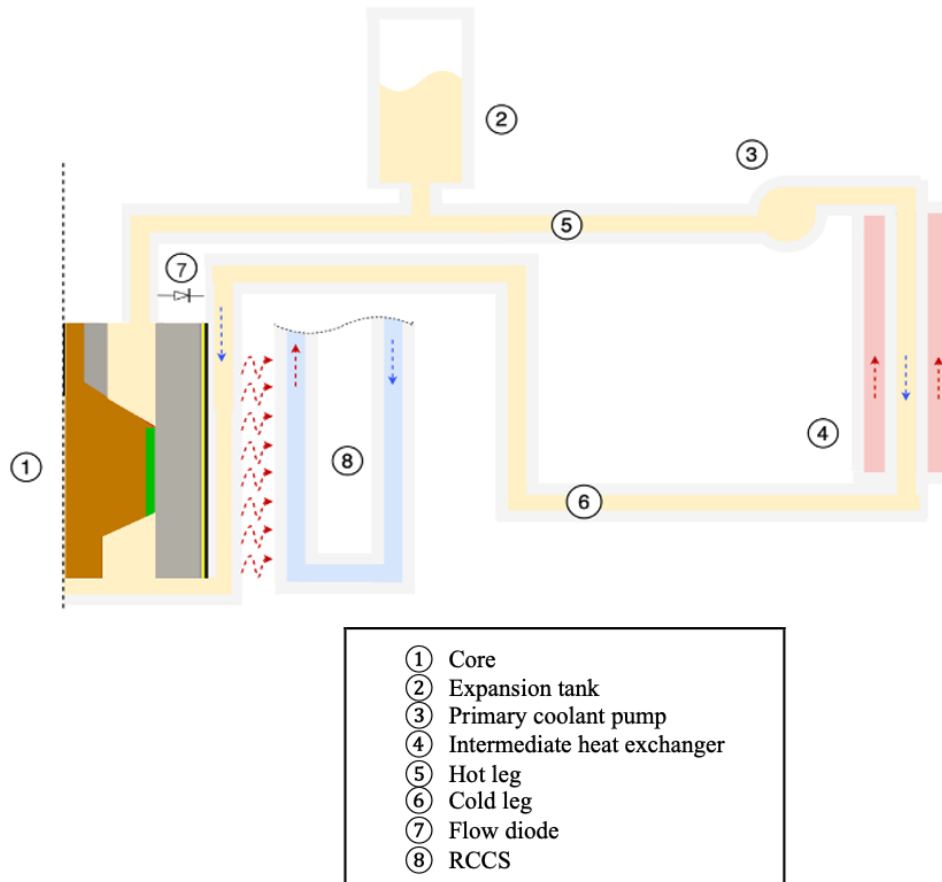 ②
③
⑤
⑦
④
①
⑧
⑥
① Core
② Expansion tank
③ Primary coolant pump
④ Intermediate heat exchanger
⑤ Hot leg
⑥ Cold leg
⑦ Flow diode
⑧ RCCS